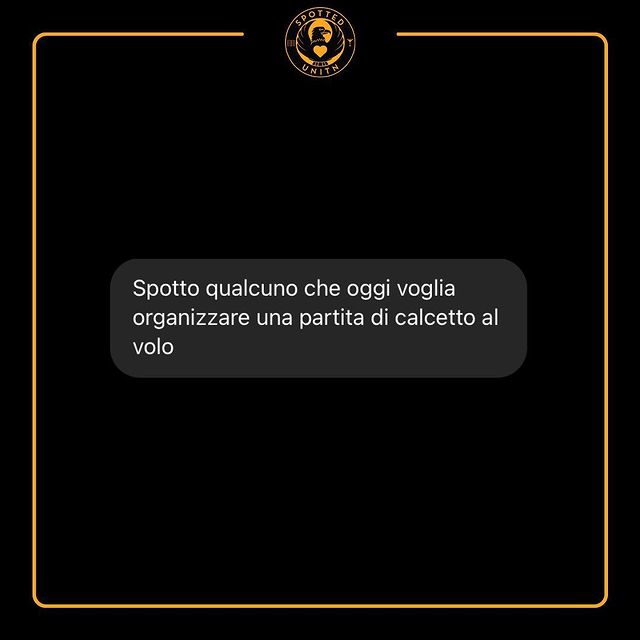 SPOTTED
UNITN
Spotto qualcuno che oggi voglia
organizzare una partita di calcetto al
volo